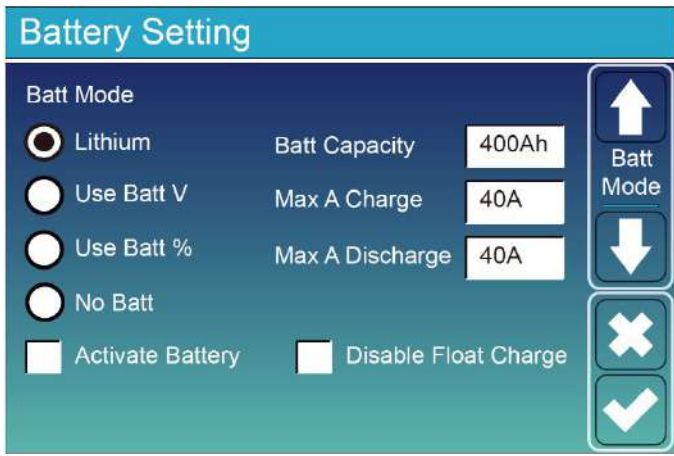 Battery Setting
Batt Mode
Lithium
Batt Capacity 400Ah
Use Batt V
Max A Charge 40A
Use Batt %
Max A Discharge 40A
No Batt
Activate Battery
Disable Float Charge
Batt
Mode